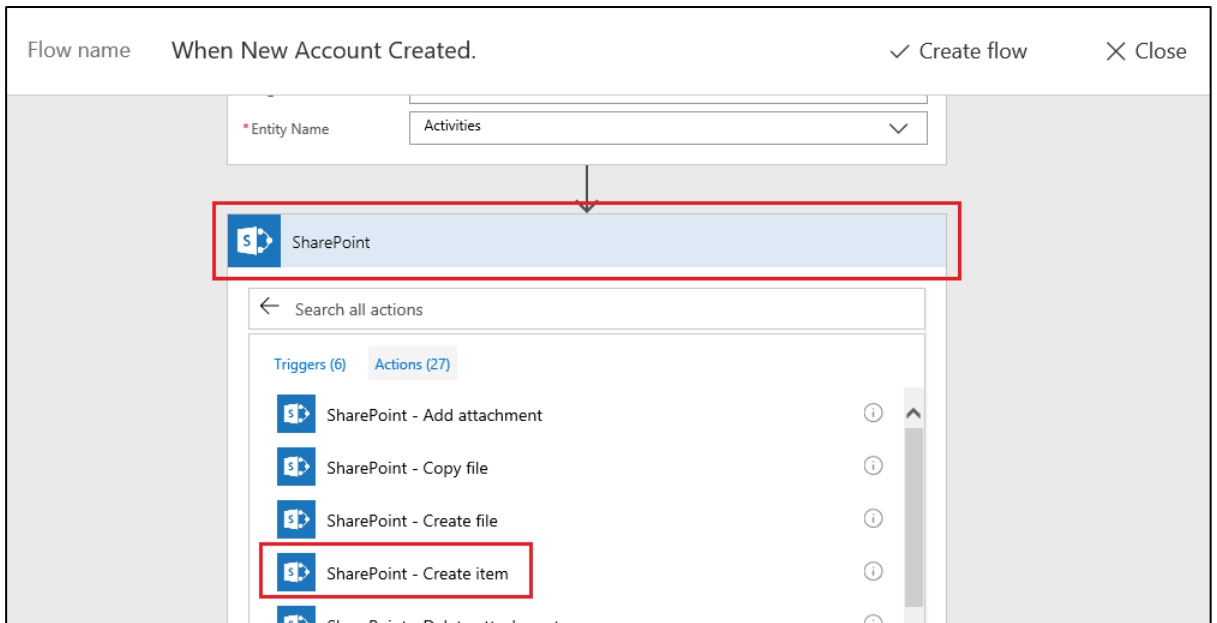 Flow name When New Account Created. Create flow Close
*Entity Name Activities
SharePoint
Search all actions
Triggers (6) Actions (27)
SharePoint - Add attachment
SharePoint - Copy file
SharePoint - Create file
SharePoint - Create item